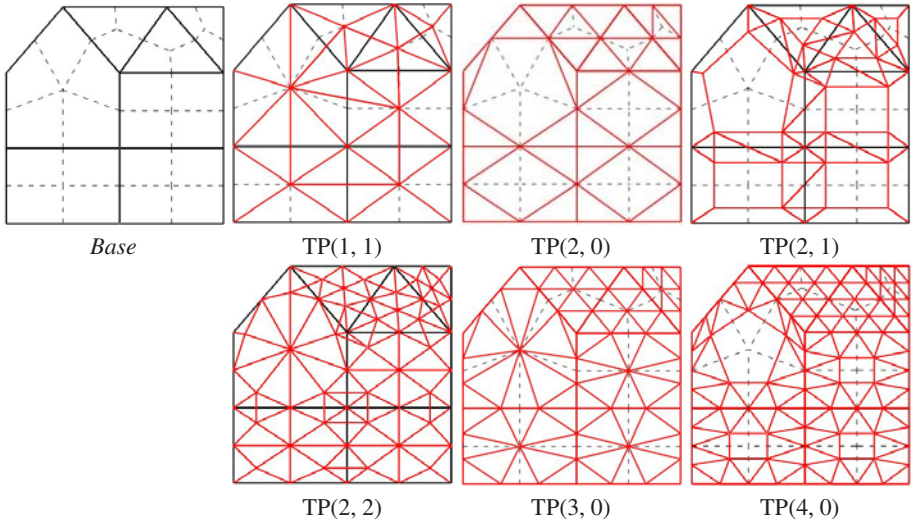 Base TP(1, 1) TP(2, 0) TP(2, 1)
TP(2, 2) TP(3, 0) TP(4, 0)